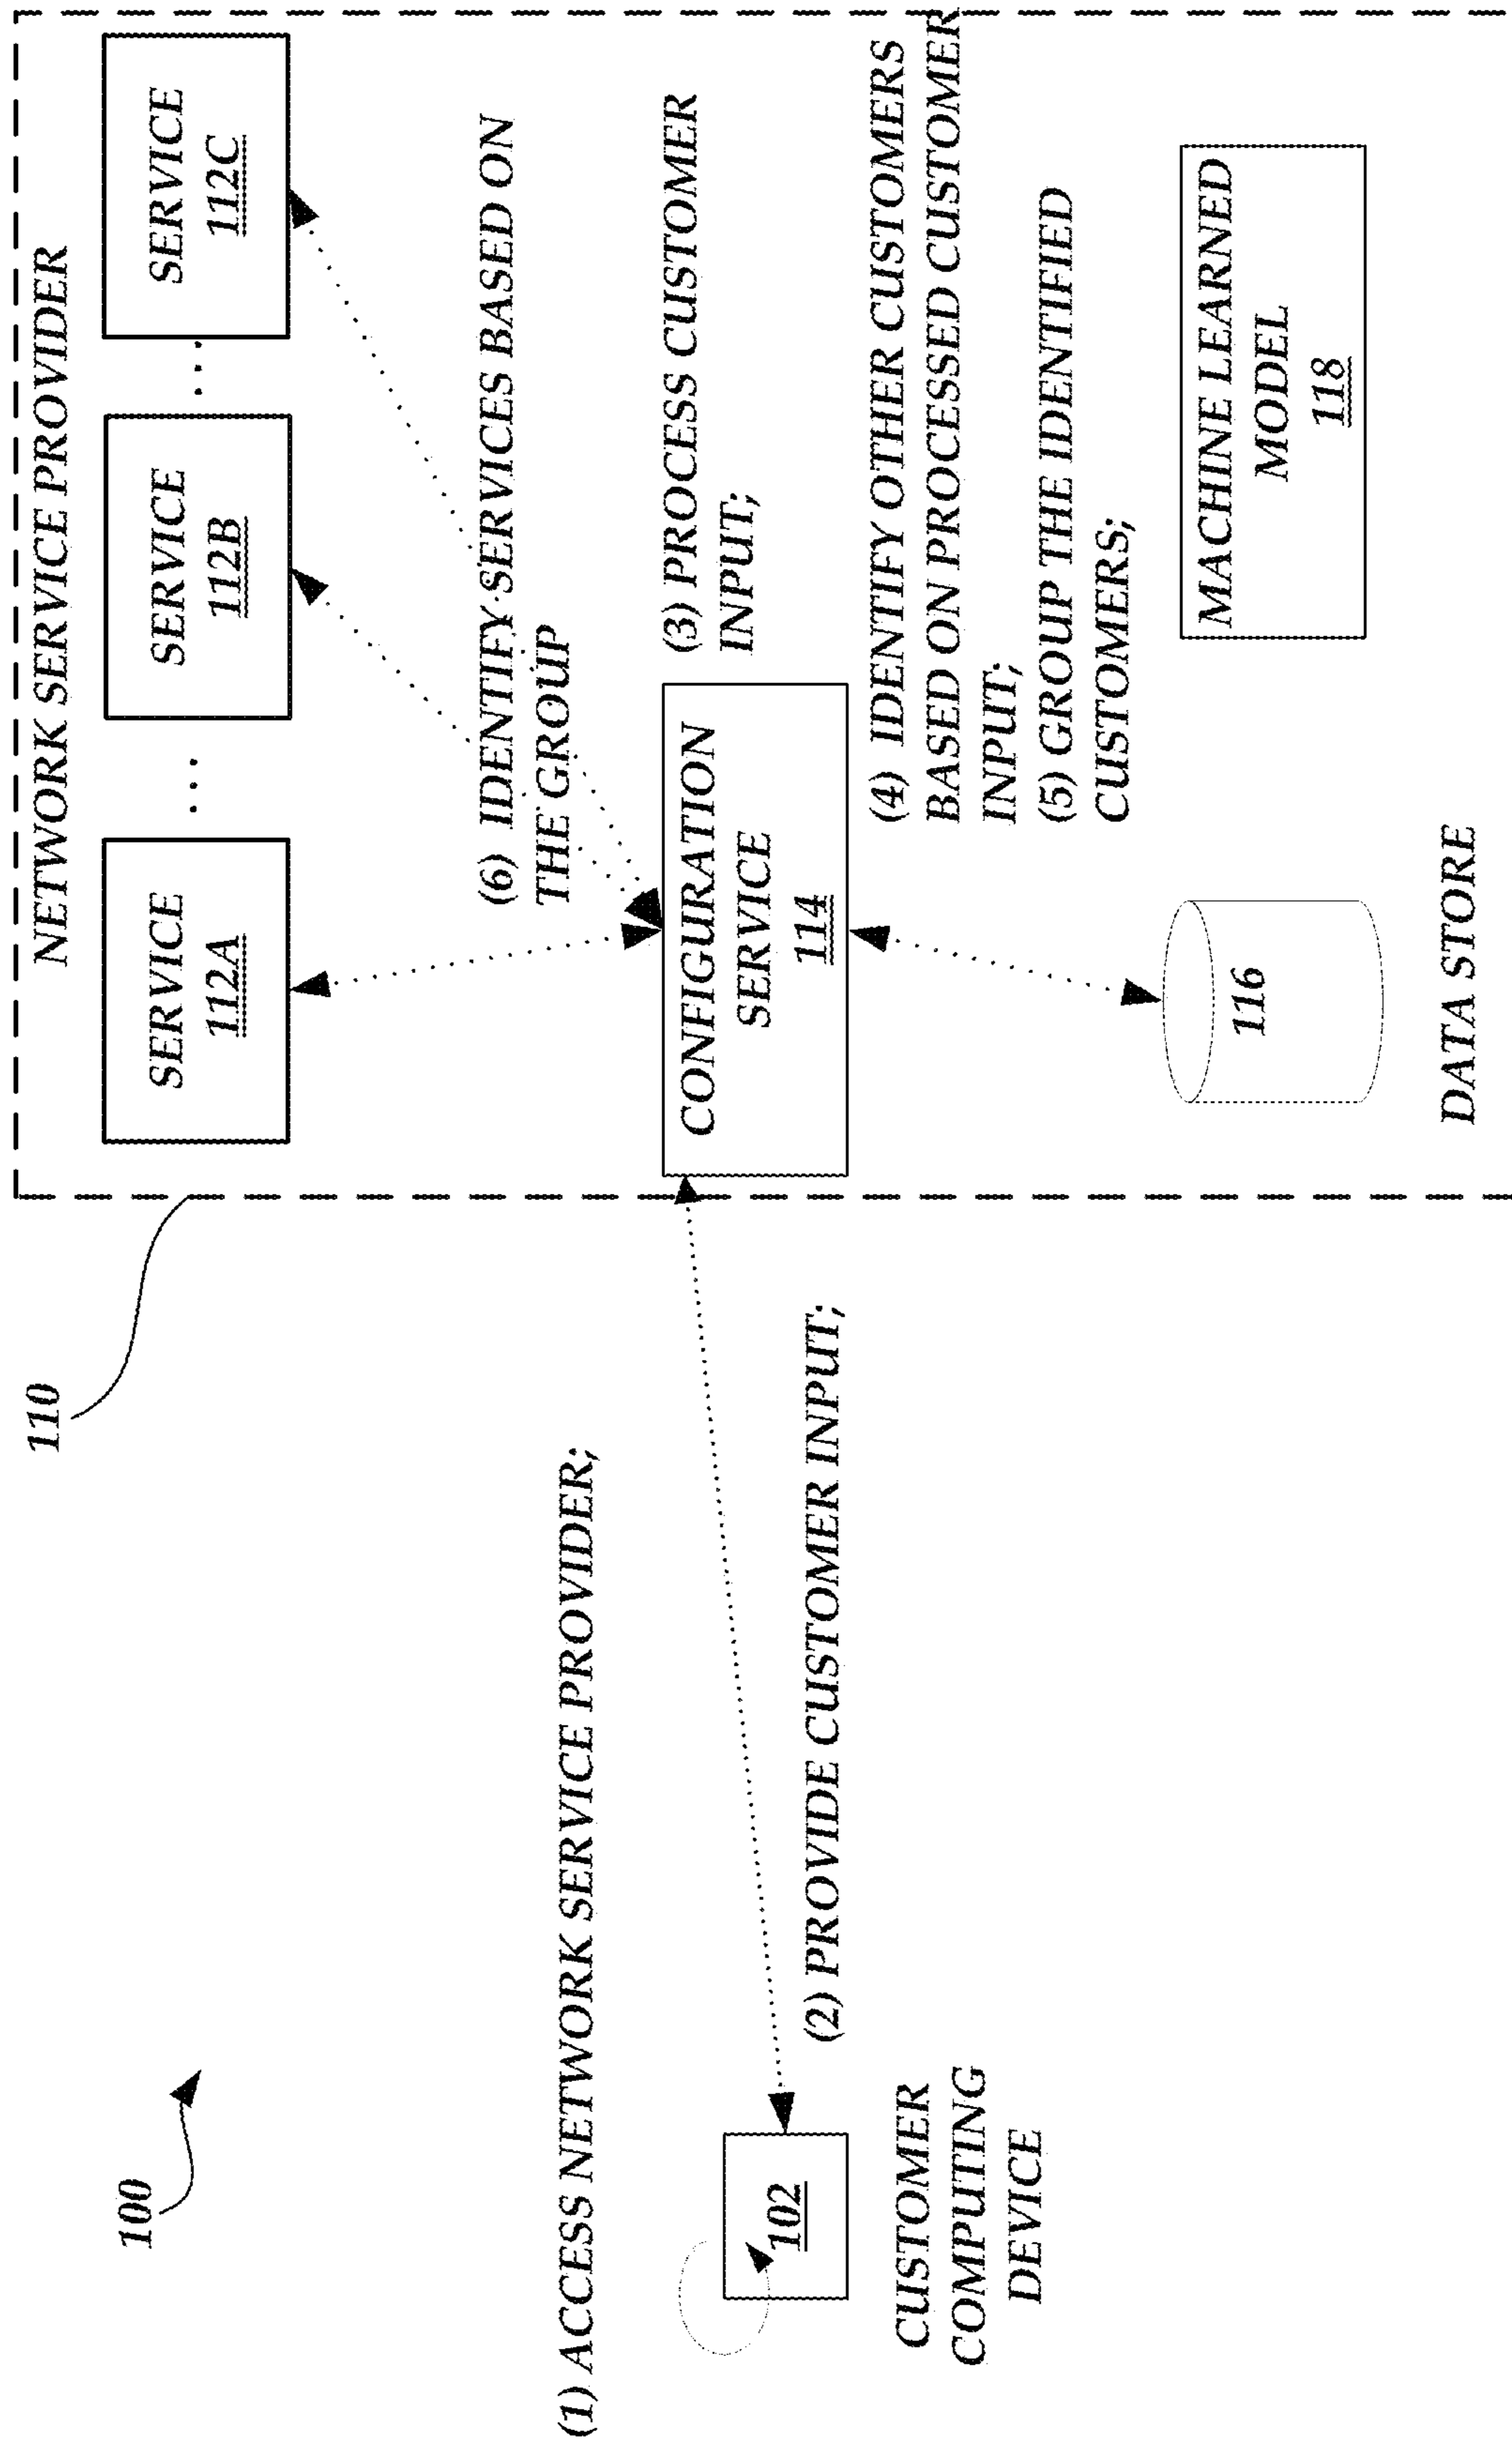 100
110
NETWORK SERVICE PROVIDER
SERVICE
112A
...
SERVICE
112B
...
SERVICE
112C
(1) ACCESS NETWORK SERVICE PROVIDER;
(6) IDENTIFY SERVICES BASED ON
THE GROUP
102
CUSTOMER
COMPUTING
DEVICE
(2) PROVIDE CUSTOMER INPUT;
CONFIGURATION
SERVICE
114
(3) PROCESS CUSTOMER
INPUT;
(4) IDENTIFY OTHER CUSTOMERS
BASED ON PROCESSED CUSTOMER
INPUT;
(5) GROUP THE IDENTIFIED
CUSTOMERS;
116
DATA STORE
MACHINE LEARNED
MODEL
118